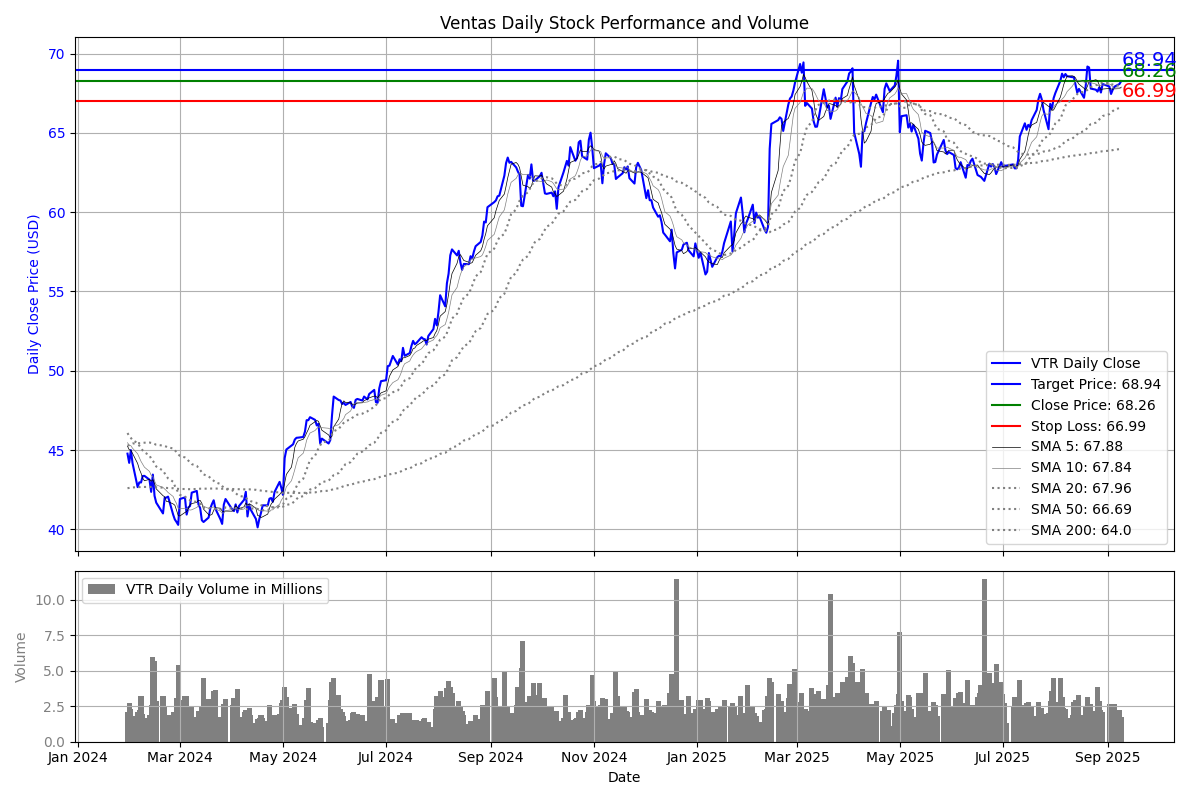 Ventas Daily Stock Performance and Volume
70
65
60
55
50
45
40
Daily Close Price (USD)
68.94
68.26
66.99
VTR Daily Close
Target Price: 68.94
Close Price: 68.26
Stop Loss: 66.99
SMA 5: 67.88
SMA 10: 67.84
SMA 20: 67.96
SMA 50: 66.69
SMA 200: 64.0
VTR Daily Volume in Millions
10.0
7.5
5.0
2.5
0.0
Volume
Jan 2024 Mar 2024 May 2024 Jul 2024 Sep 2024 Nov 2024 Jan 2025 Mar 2025 May 2025 Jul 2025 Sep 2025
Date